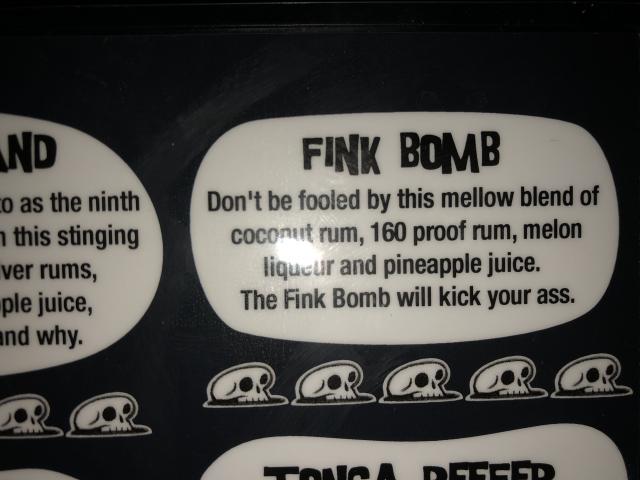 AND
to as the ninth
this stinging
rums,
juice,
and why.
FINK BOMB
Don't be fooled by this mellow blend of
coconut rum, 160 proof rum, melon
liqueur and pineapple juice.
The Fink Bomb will kick your ass.
TONGA REEFER